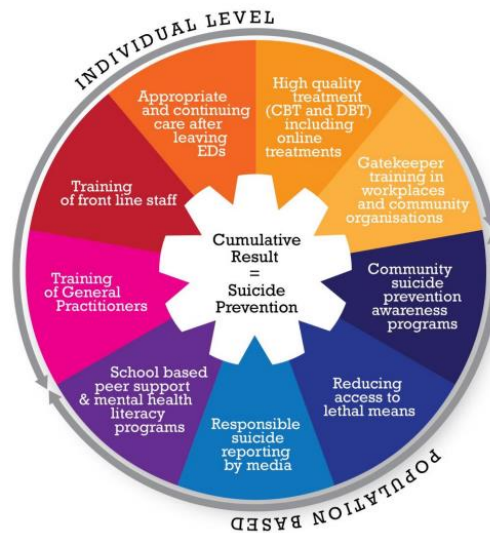 INDIVIDUAL LEVEL
High quality
treatment
(CBT and DBT)
including
online
treatments
Gatekeeper
training in
workplaces
and community
organisations
Community
suicide
prevention
awareness
programs
Reducing
access to
lethal means
Responsible
suicide
reporting
by media
School based
peer support
& mental health
literacy
programs
Training
of General
Practitioners
Training
of front line staff
Appropriate
and continuing
care after
leaving
EDs
Cumulative
Result
=
Suicide
Prevention
POPULATION BASED